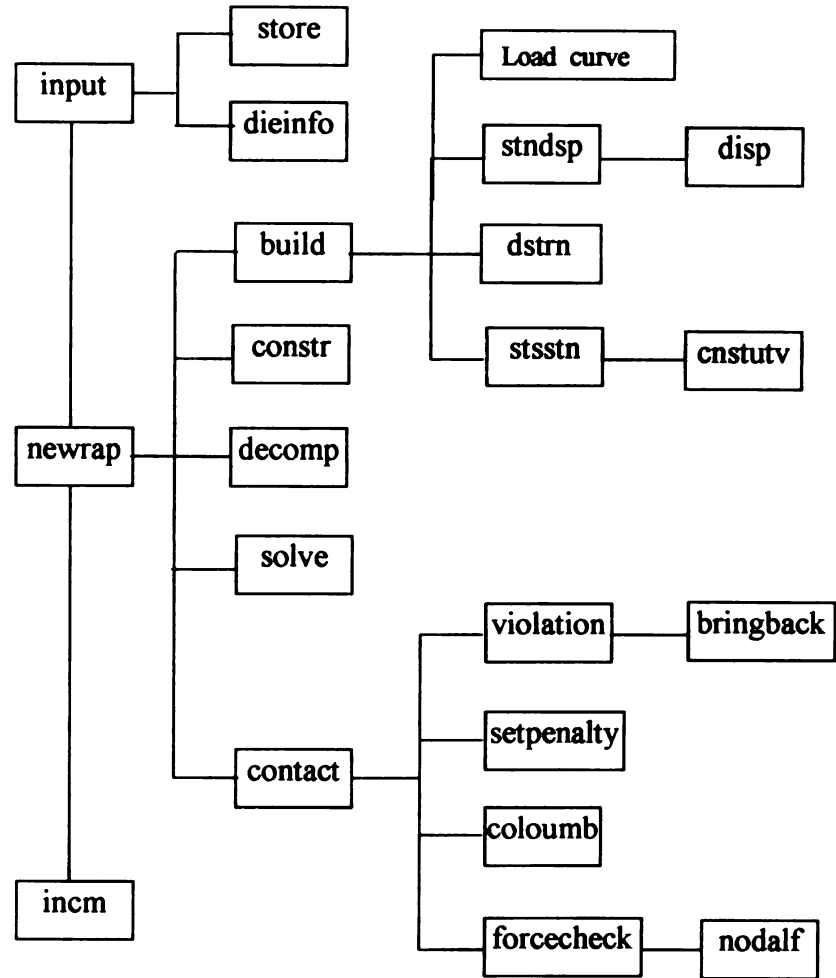 store
input
Load curve
dieinfo
stndsp
disp
build
dstrn
constr
stsstn
cnstutv
newrap
decomp
solve
violation
bringback
setpenalty
contact
coloumb
incm
forcecheck
nodalf